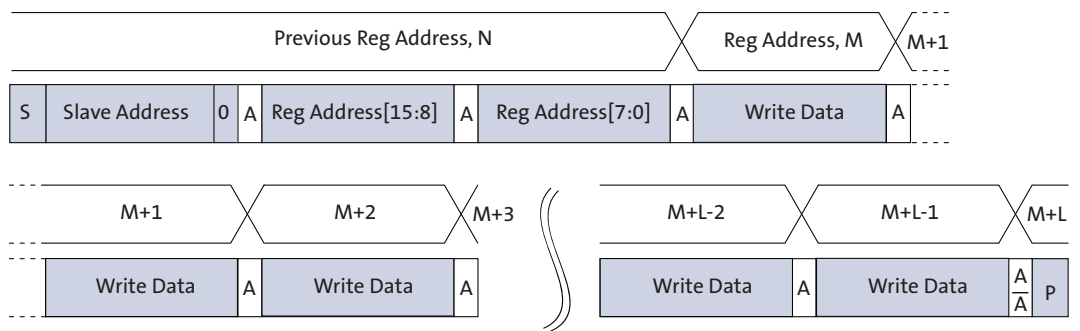 Previous Reg Address, N Reg Address, M M+1
S Slave Address 0 A Reg Address[15:8] A Reg Address[7:0] A Write Data A
M+1 M+2 M+3 M+L-2 M+L-1 M+L
Write Data A Write Data A Write Data A Write Data A/A̅ P